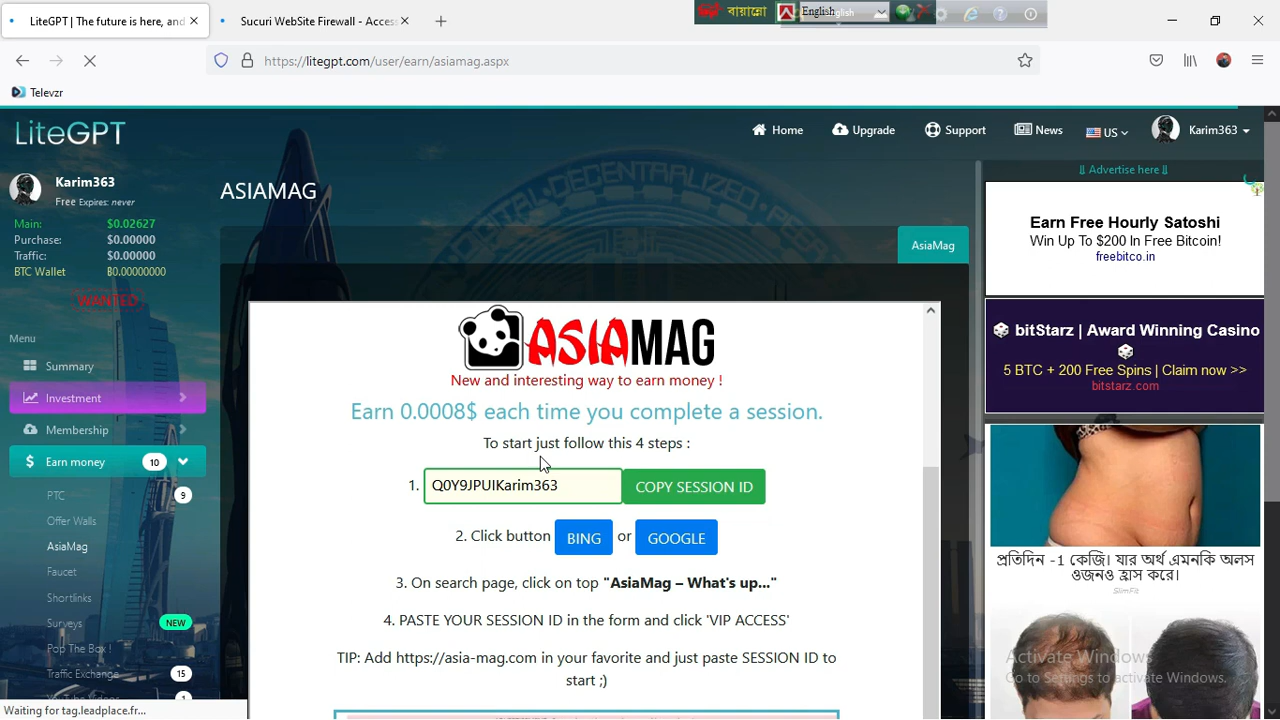 LiteGPT | The future is here, and
Sucuri WebSite Firewall - Acces
বায়ান্নো
English
https://litegpt.com/user/earn/asiamag.aspx
Televzr
LiteGPT
Home
Upgrade
Support
News
US
Karim363
Karim363
Free Expires: never
Main: $0.02627
Purchase: $0.00000
Traffic: $0.00000
BTC Wallet ฿0.00000000
WANTED
Menu
Summary
Investment
Membership
Earn money 10
PTC 9
Offer Walls
AsiaMag
Faucet
Shortlinks
Surveys NEW
Pop The Box !
Traffic Exchange 15
YouTube Videos 1
Waiting for tag.leadplace.fr...
ASIAMAG
AsiaMag
ASIAMAG
New and interesting way to earn money !
Earn 0.0008$ each time you complete a session.
To start just follow this 4 steps :
1. Q0Y9JPUIKarim363 COPY SESSION ID
2. Click button BING or GOOGLE
3. On search page, click on top "AsiaMag – What's up..."
4. PASTE YOUR SESSION ID in the form and click 'VIP ACCESS'
TIP: Add https://asia-mag.com in your favorite and just paste SESSION ID to
start ;)
⇓ Advertise here ⇓
Earn Free Hourly Satoshi
Win Up To $200 In Free Bitcoin!
freebitco.in
🎲 bitStarz | Award Winning Casino
🎲
5 BTC + 200 Free Spins | Claim now >>
bitstarz.com
প্রতিদিন -1 কেজি। যার অর্থ এমনকি অলস
ওজনও হ্রাস করে।
SlimFit
Activate Windows
Go to Settings to activate Windows.